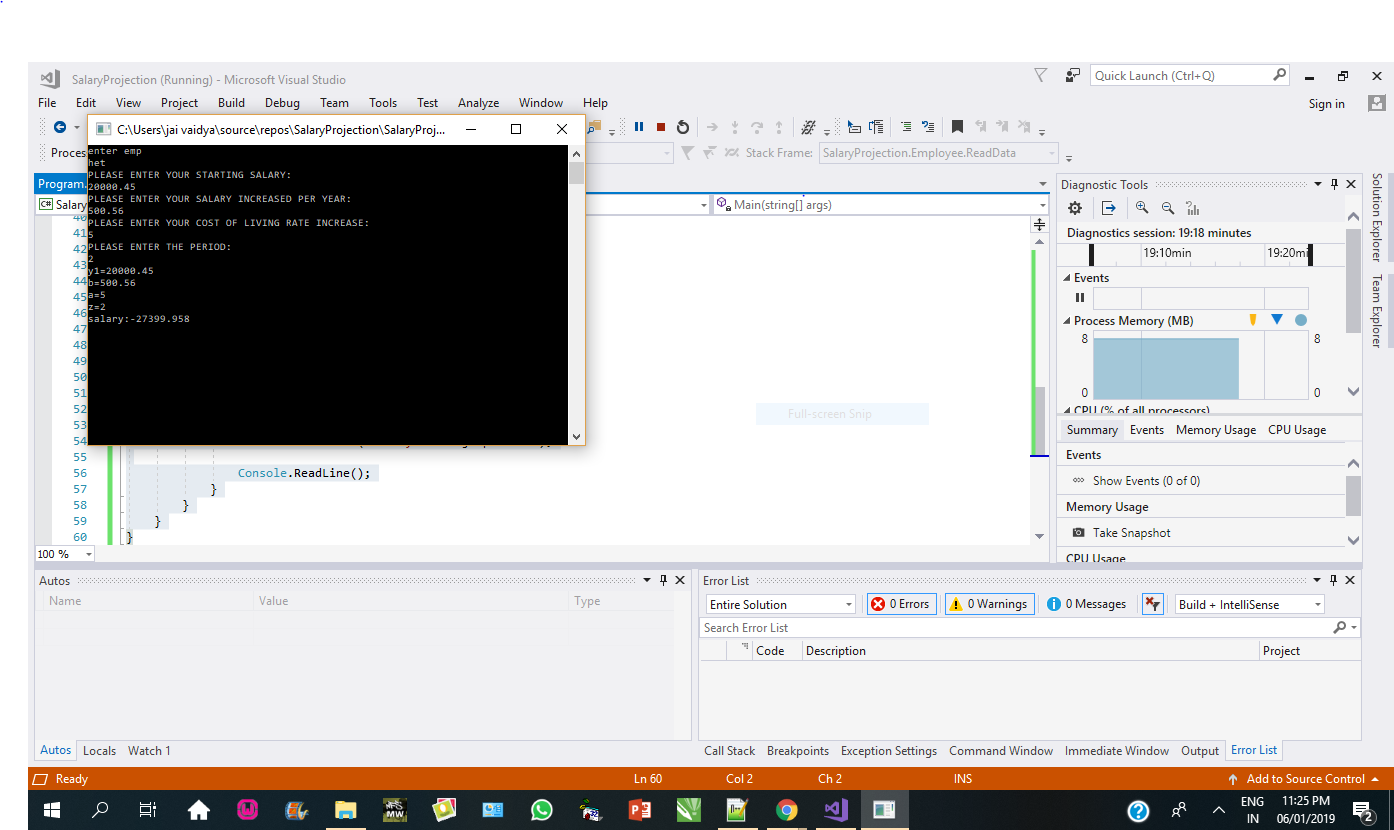 SalaryProjection (Running) - Microsoft Visual Studio
Quick Launch (Ctrl+Q)
File Edit View Project Build Debug Team Tools Test Analyze Window Help
Sign in
C:\Users\jai vaidya\source\repos\SalaryProjection\SalaryProj...
Stack Frame: SalaryProjection.Employee.ReadData
enter emp
het
PLEASE ENTER YOUR STARTING SALARY:
20000.45
PLEASE ENTER YOUR SALARY INCREASED PER YEAR:
500.56
PLEASE ENTER YOUR COST OF LIVING RATE INCREASE:
5
PLEASE ENTER THE PERIOD:
2
y1=20000.45
b=500.56
a=5
z=2
salary:-27399.958
Program.
C# Salary
Main(string[] args)
40
41
42
43
44
45
46
47
48
49
50
51
52
53
54
55
56 Console.ReadLine();
57 }
58 }
59 }
60 }
Full-screen Snip
100 %
Diagnostic Tools
Diagnostics session: 19:18 minutes
19:10min 19:20mi
Events
Process Memory (MB)
8 8
0 0
CPU (% of all processors)
Summary Events Memory Usage CPU Usage
Events
Show Events (0 of 0)
Memory Usage
Take Snapshot
CPU Usage
Solution Explorer
Team Explorer
Autos
Name Value Type
Autos Locals Watch 1
Error List
Entire Solution 0 Errors 0 Warnings 0 Messages Build + IntelliSense
Search Error List
Code Description Project
Call Stack Breakpoints Exception Settings Command Window Immediate Window Output Error List
Ready Ln 60 Col 2 Ch 2 INS Add to Source Control
MW
ENG
IN
11:25 PM
06/01/2019
2